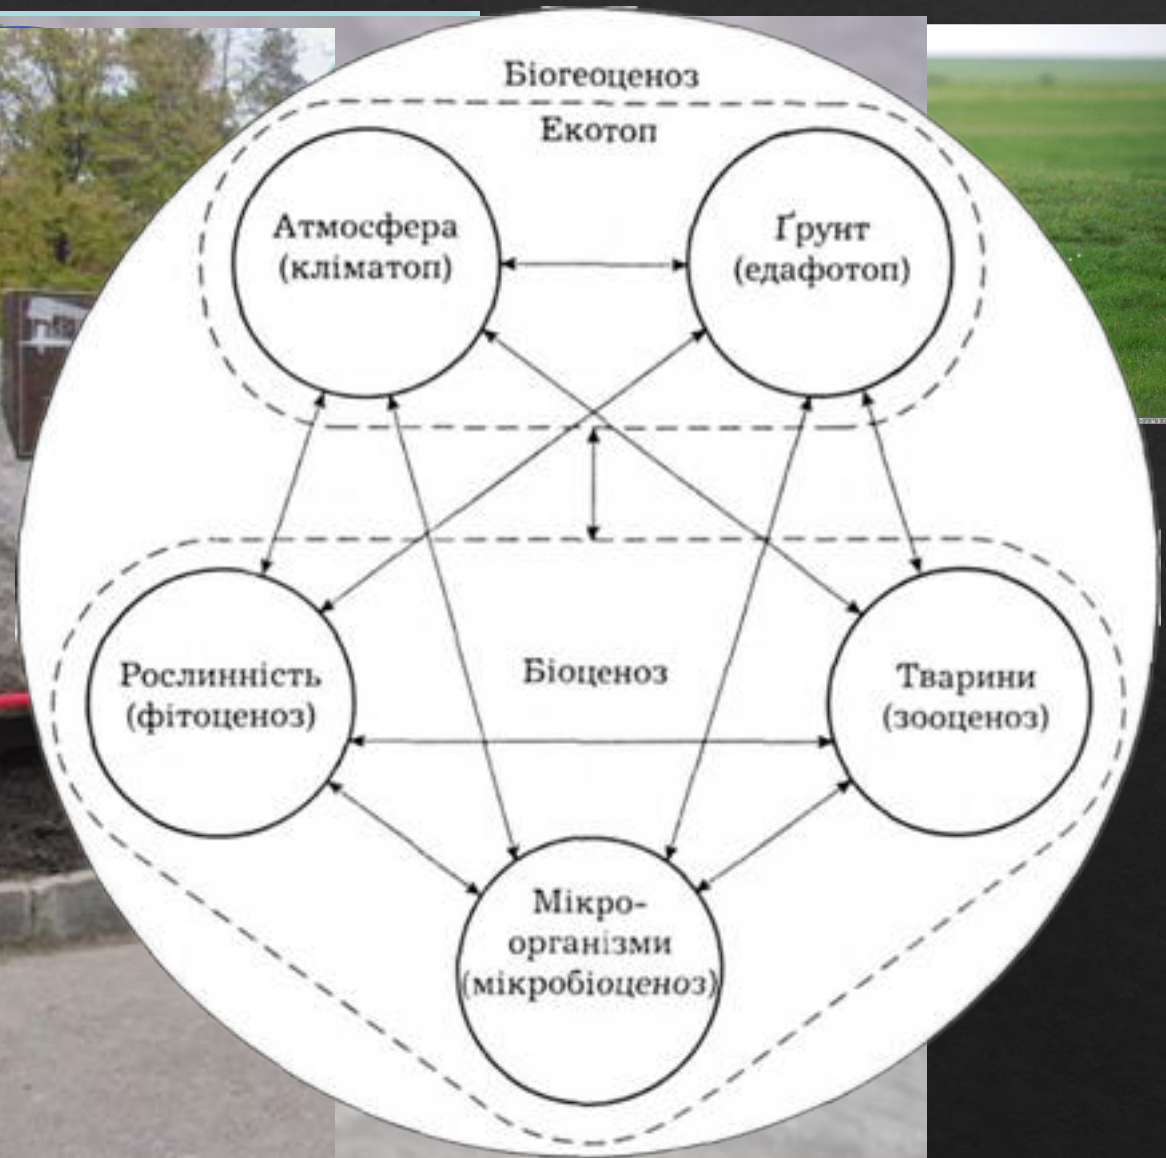 Біогеоценоз
Екотоп
Атмосфера
(кліматоп)
Ґрунт
(едафотоп)
Біоценоз
Рослинність
(фітоценоз)
Тварини
(зооценоз)
Мікро-
організми
(мікробіоценоз)